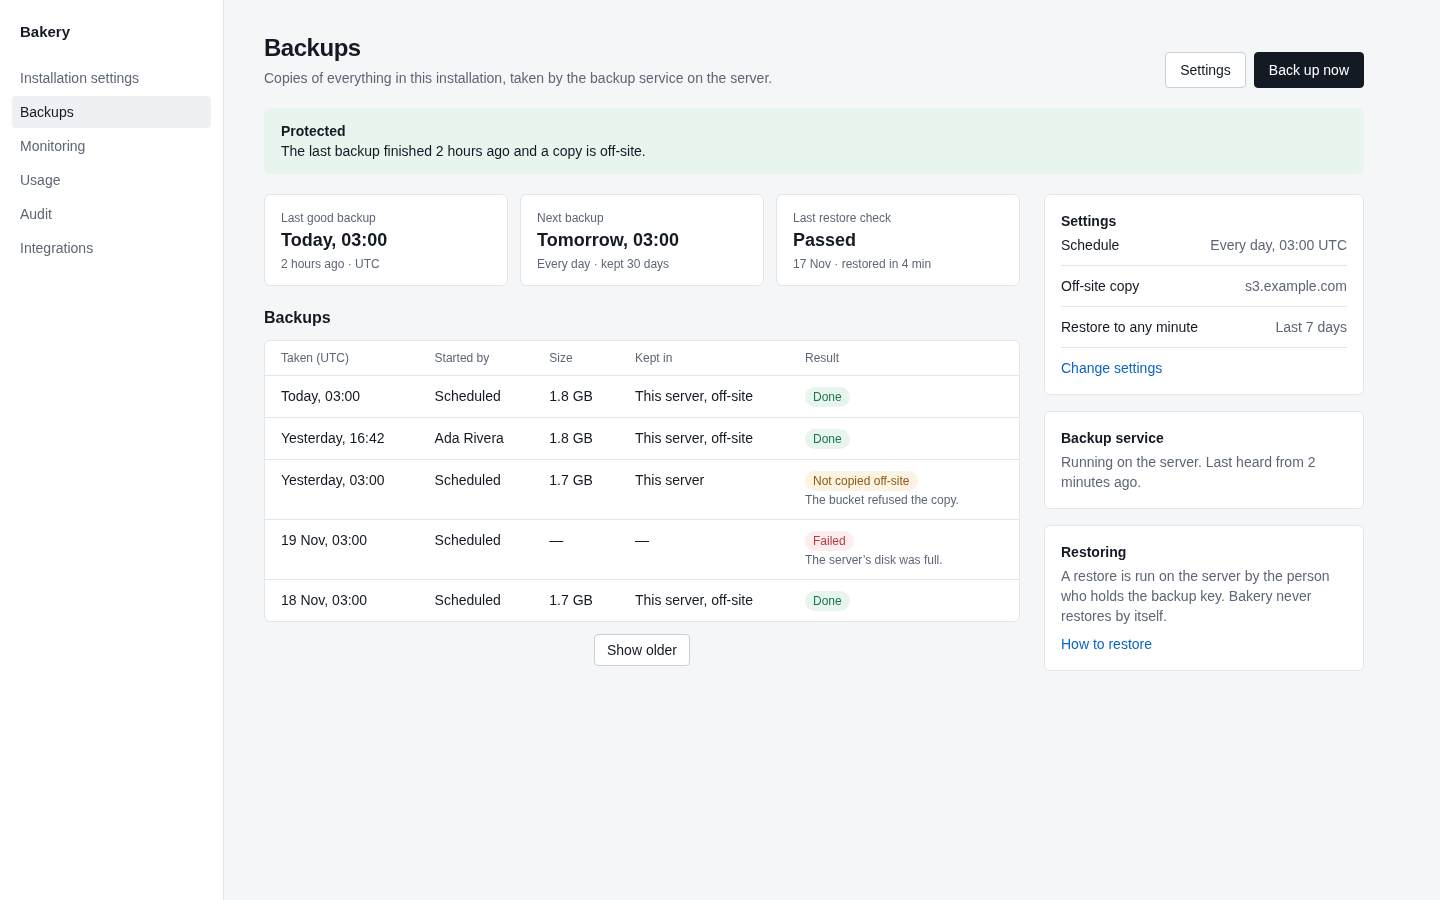 Bakery
Installation settings
Backups
Monitoring
Usage
Audit
Integrations
Backups
Copies of everything in this installation, taken by the backup service on the server.
Settings
Back up now
Protected
The last backup finished 2 hours ago and a copy is off-site.
Last good backup
Today, 03:00
2 hours ago · UTC
Next backup
Tomorrow, 03:00
Every day · kept 30 days
Last restore check
Passed
17 Nov · restored in 4 min
Backups
Taken (UTC) Started by Size Kept in Result
Today, 03:00 Scheduled 1.8 GB This server, off-site Done
Yesterday, 16:42 Ada Rivera 1.8 GB This server, off-site Done
Yesterday, 03:00 Scheduled 1.7 GB This server Not copied off-site
The bucket refused the copy.
19 Nov, 03:00 Scheduled — — Failed
The server’s disk was full.
18 Nov, 03:00 Scheduled 1.7 GB This server, off-site Done
Show older
Settings
Schedule Every day, 03:00 UTC
Off-site copy s3.example.com
Restore to any minute Last 7 days
Change settings
Backup service
Running on the server. Last heard from 2
minutes ago.
Restoring
A restore is run on the server by the person
who holds the backup key. Bakery never
restores by itself.
How to restore